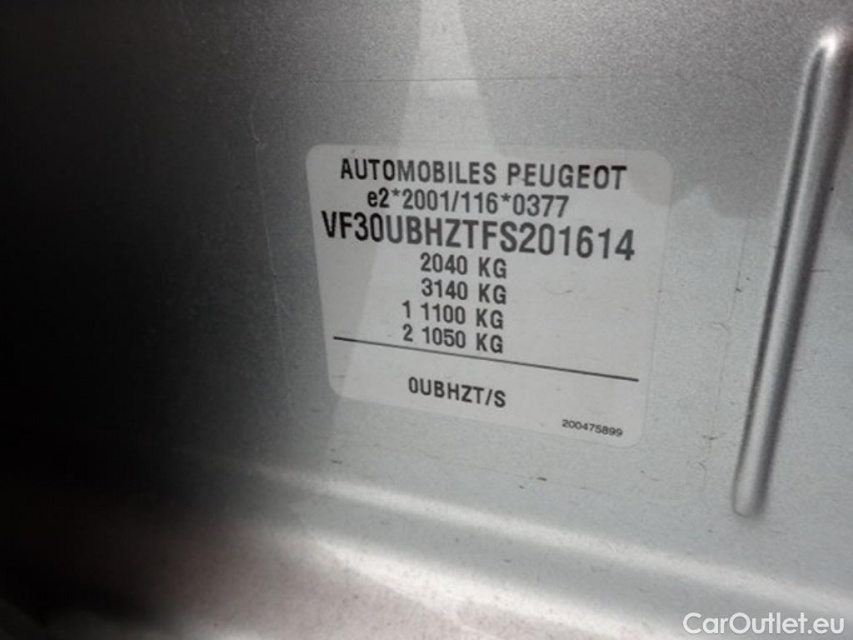 AUTOMOBILES PEUGEOT
e2*2001/116*0377
VF30UBHZTFS201614
2040 KG
3140 KG
1 1100 KG
2 1050 KG
0UBHZT/S
200475899
CarOutlet.eu